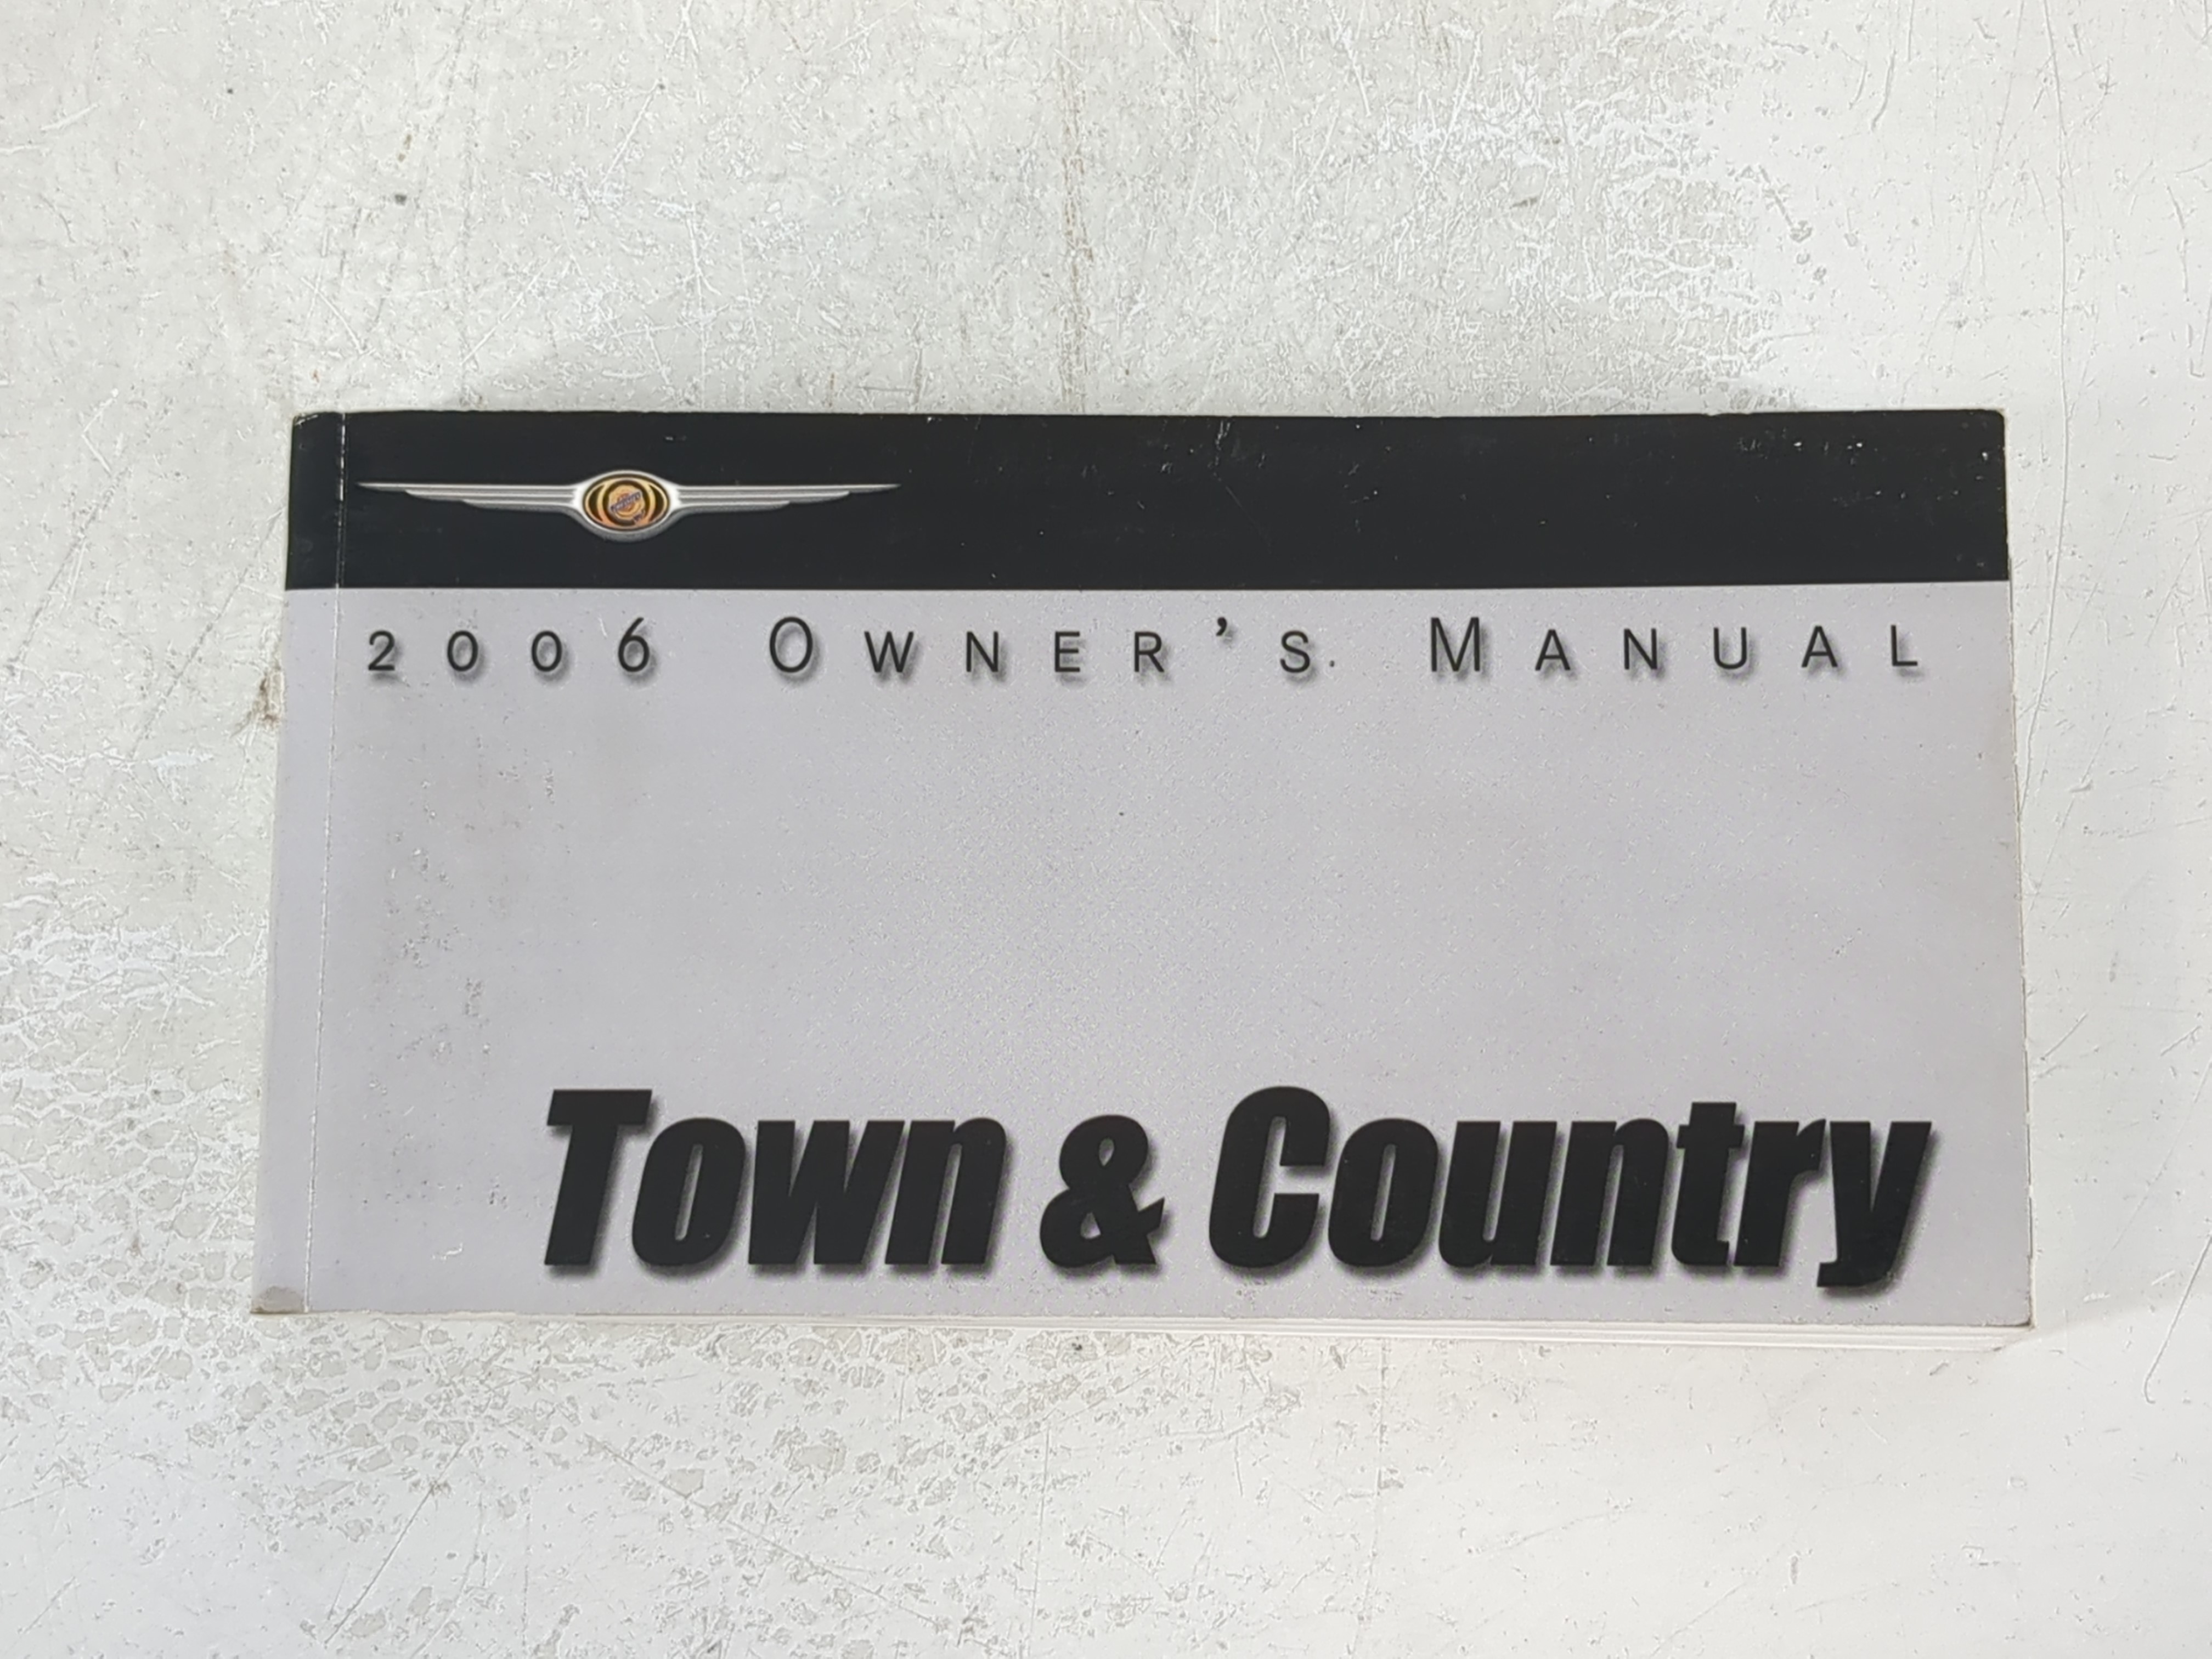 2006 OWNER'S MANUAL
Town & Country